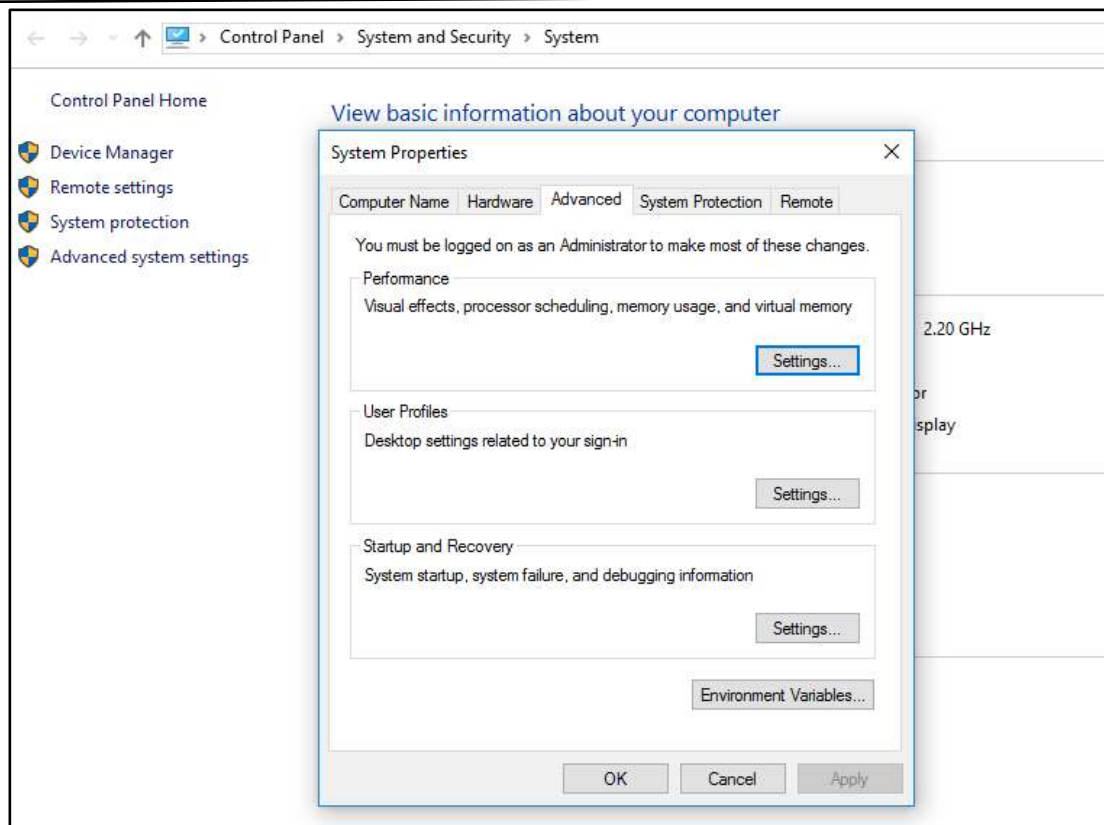 Control Panel > System and Security > System
Control Panel Home
Device Manager
Remote settings
System protection
Advanced system settings
View basic information about your computer
System Properties
Computer Name Hardware Advanced System Protection Remote
You must be logged on as an Administrator to make most of these changes.
Performance
Visual effects, processor scheduling, memory usage, and virtual memory
Settings...
User Profiles
Desktop settings related to your sign-in
Settings...
Startup and Recovery
System startup, system failure, and debugging information
Settings...
Environment Variables...
OK Cancel Apply
2.20 GHz
or
splay